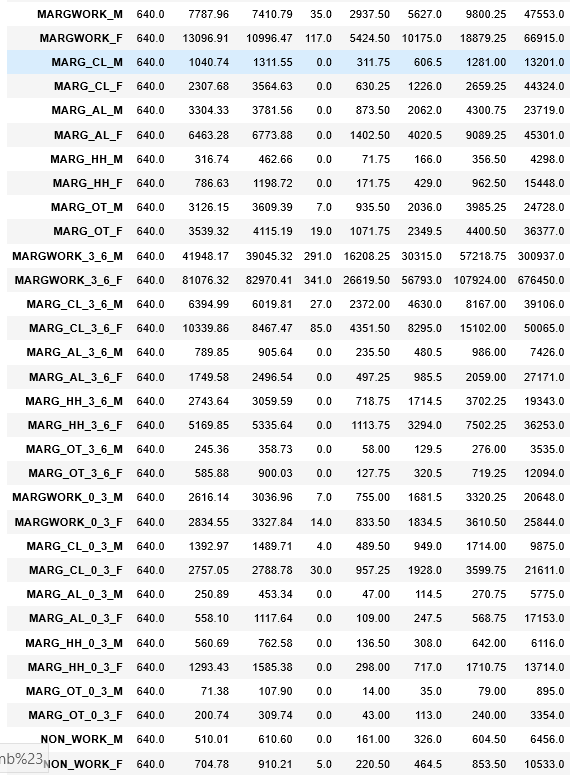 MARGWORK_M 640.0 7787.96 7410.79 35.0 2937.50 5627.0 9800.25 47553.0
MARGWORK_F 640.0 13096.91 10996.47 117.0 5424.50 10175.0 18879.25 66915.0
MARG_CL_M 640.0 1040.74 1311.55 0.0 311.75 606.5 1281.00 13201.0
MARG_CL_F 640.0 2307.68 3564.63 0.0 630.25 1226.0 2659.25 44324.0
MARG_AL_M 640.0 3304.33 3781.56 0.0 873.50 2062.0 4300.75 23719.0
MARG_AL_F 640.0 6463.28 6773.88 0.0 1402.50 4020.5 9089.25 45301.0
MARG_HH_M 640.0 316.74 462.66 0.0 71.75 166.0 356.50 4298.0
MARG_HH_F 640.0 786.63 1198.72 0.0 171.75 429.0 962.50 15448.0
MARG_OT_M 640.0 3126.15 3609.39 7.0 935.50 2036.0 3985.25 24728.0
MARG_OT_F 640.0 3539.32 4115.19 19.0 1071.75 2349.5 4400.50 36377.0
MARGWORK_3_6_M 640.0 41948.17 39045.32 291.0 16208.25 30315.0 57218.75 300937.0
MARGWORK_3_6_F 640.0 81076.32 82970.41 341.0 26619.50 56793.0 107924.00 676450.0
MARG_CL_3_6_M 640.0 6394.99 6019.81 27.0 2372.00 4630.0 8167.00 39106.0
MARG_CL_3_6_F 640.0 10339.86 8467.47 85.0 4351.50 8295.0 15102.00 50065.0
MARG_AL_3_6_M 640.0 789.85 905.64 0.0 235.50 480.5 986.00 7426.0
MARG_AL_3_6_F 640.0 1749.58 2496.54 0.0 497.25 985.5 2059.00 27171.0
MARG_HH_3_6_M 640.0 2743.64 3059.59 0.0 718.75 1714.5 3702.25 19343.0
MARG_HH_3_6_F 640.0 5169.85 5335.64 0.0 1113.75 3294.0 7502.25 36253.0
MARG_OT_3_6_M 640.0 245.36 358.73 0.0 58.00 129.5 276.00 3535.0
MARG_OT_3_6_F 640.0 585.88 900.03 0.0 127.75 320.5 719.25 12094.0
MARGWORK_0_3_M 640.0 2616.14 3036.96 7.0 755.00 1681.5 3320.25 20648.0
MARGWORK_0_3_F 640.0 2834.55 3327.84 14.0 833.50 1834.5 3610.50 25844.0
MARG_CL_0_3_M 640.0 1392.97 1489.71 4.0 489.50 949.0 1714.00 9875.0
MARG_CL_0_3_F 640.0 2757.05 2788.78 30.0 957.25 1928.0 3599.75 21611.0
MARG_AL_0_3_M 640.0 250.89 453.34 0.0 47.00 114.5 270.75 5775.0
MARG_AL_0_3_F 640.0 558.10 1117.64 0.0 109.00 247.5 568.75 17153.0
MARG_HH_0_3_M 640.0 560.69 762.58 0.0 136.50 308.0 642.00 6116.0
MARG_HH_0_3_F 640.0 1293.43 1585.38 0.0 298.00 717.0 1710.75 13714.0
MARG_OT_0_3_M 640.0 71.38 107.90 0.0 14.00 35.0 79.00 895.0
MARG_OT_0_3_F 640.0 200.74 309.74 0.0 43.00 113.0 240.00 3354.0
NON_WORK_M 640.0 510.01 610.60 0.0 161.00 326.0 604.50 6456.0
nb%23
NON_WORK_F 640.0 704.78 910.21 5.0 220.50 464.5 853.50 10533.0